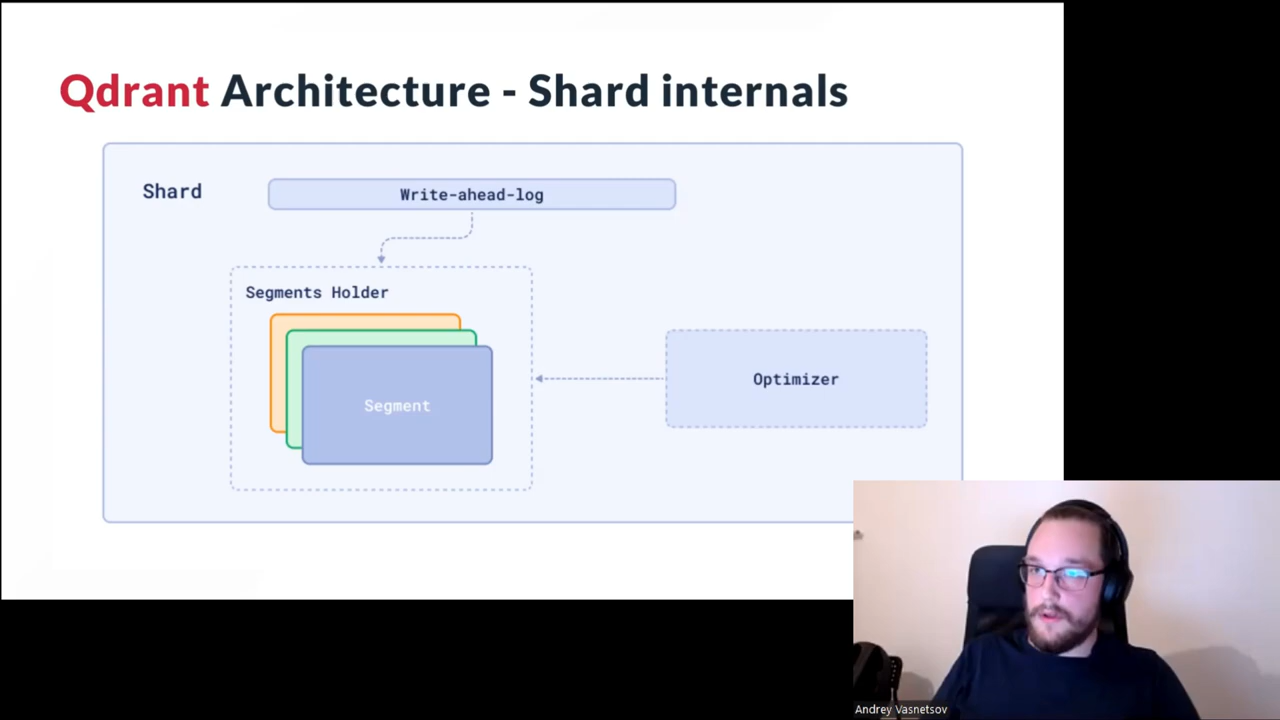 Qdrant Architecture - Shard internals
Shard
Write-ahead-log
Segments Holder
Segment
Optimizer
Andrey Vasnetsov